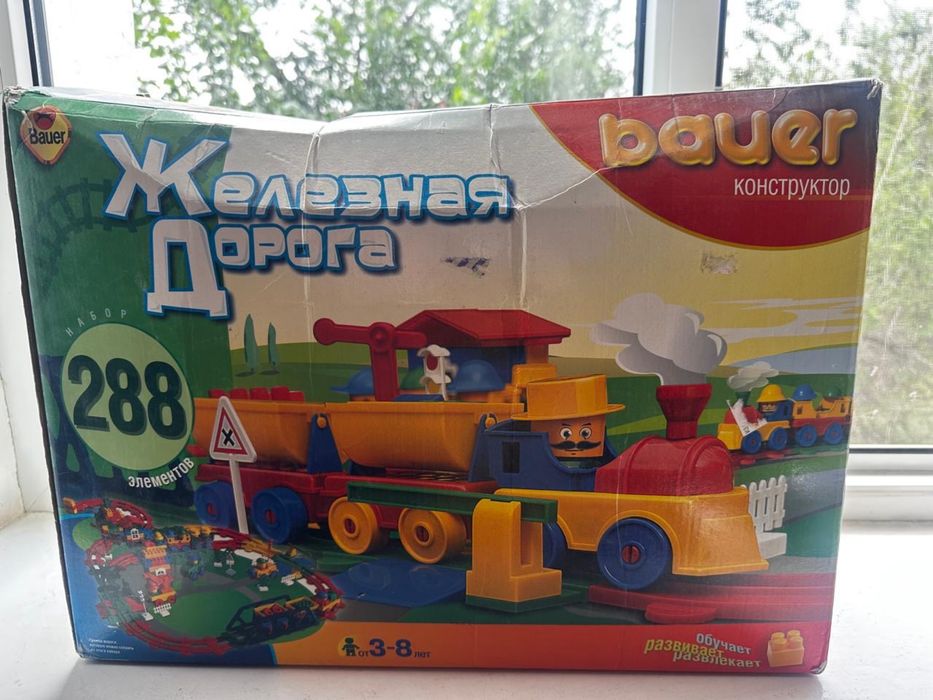 Bauer
Железная
Дорога
bauer
конструктор
НАБОР
288
элементов
от 3-8 лет
обучает
развивает
развлекает